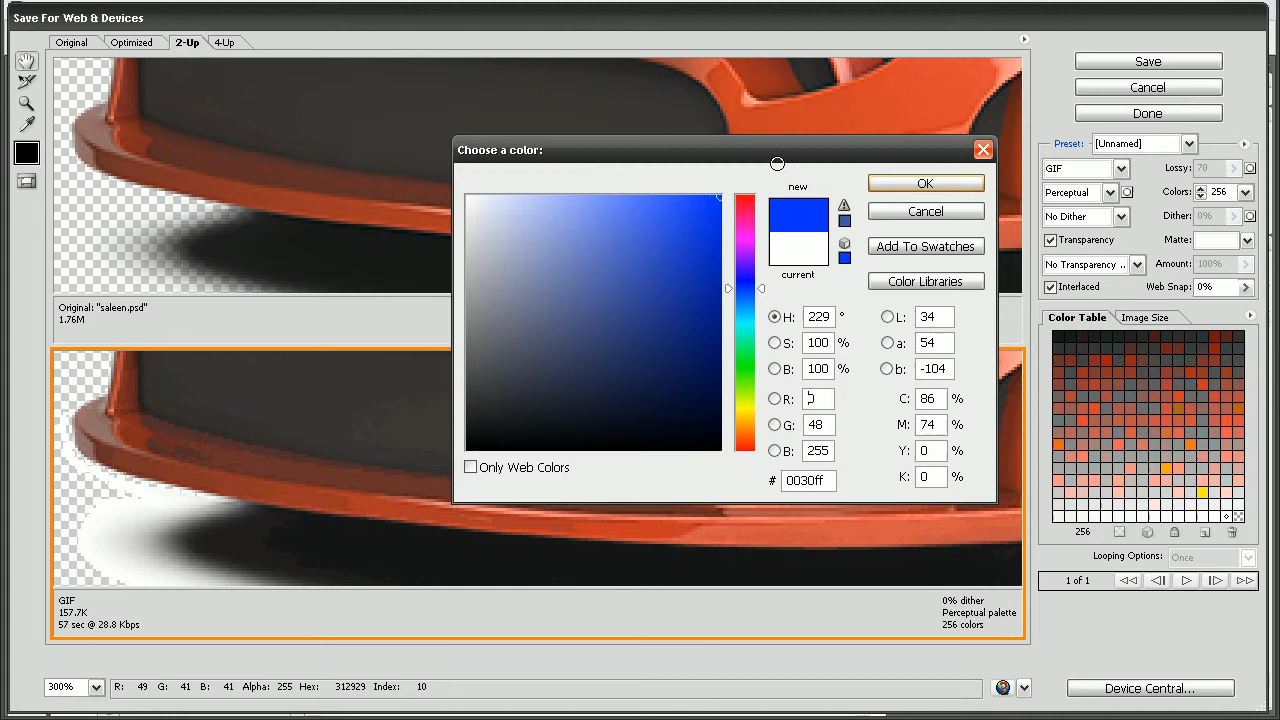 Save For Web & Devices
Original Optimized 2-Up 4-Up
Save
Cancel
Done
Preset: [Unnamed]
GIF Lossy: 70
Perceptual Colors: 256
No Dither Dither: 0%
Transparency Matte:
No Transparency ... Amount: 100%
Interlaced Web Snap: 0%
Color Table Image Size
256
Looping Options: Once
1 of 1
Original: "saleen.psd"
1.76M
Choose a color:
new
current
OK
Cancel
Add To Swatches
Color Libraries
H: 229 ° L: 34
S: 100 % a: 54
B: 100 % b: -104
R: C: 86 %
G: 48 M: 74 %
B: 255 Y: 0 %
# 0030ff K: 0 %
Only Web Colors
GIF
157.7K
57 sec @ 28.8 Kbps
0% dither
Perceptual palette
256 colors
300% R: 49 G: 41 B: 41 Alpha: 255 Hex: 312929 Index: 10
Device Central...